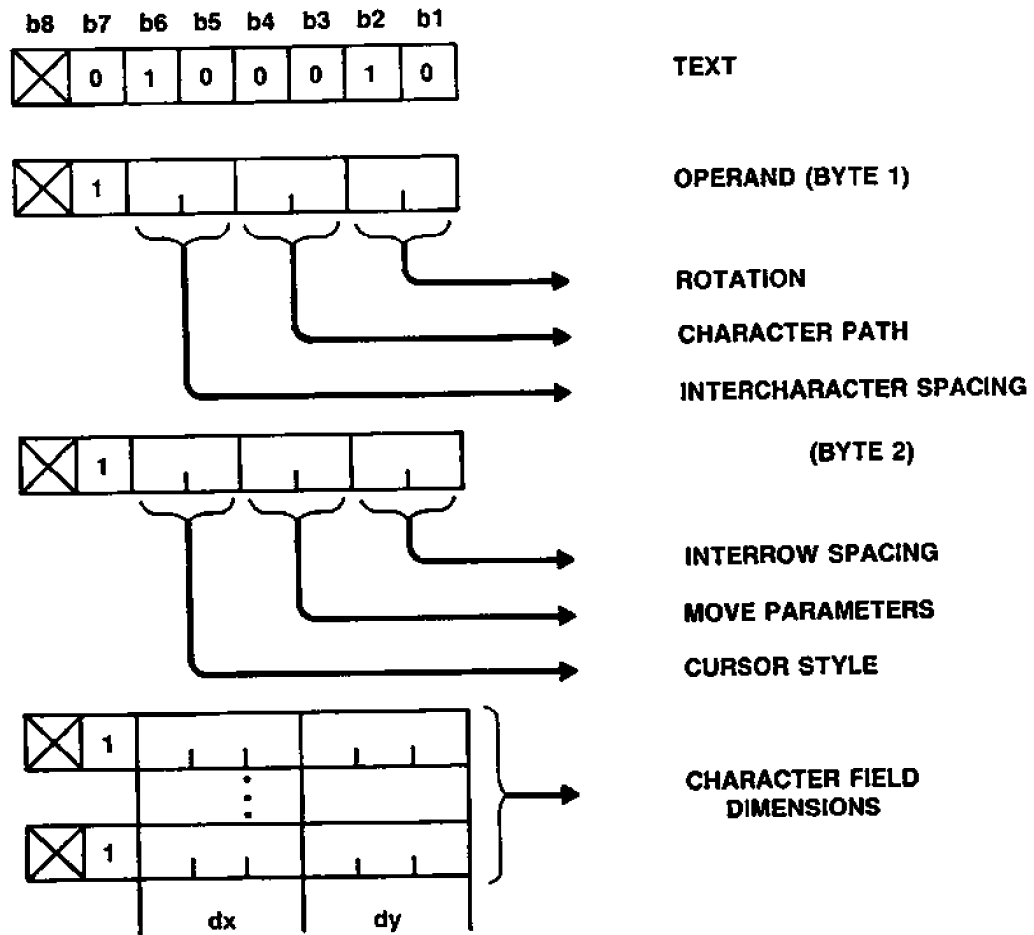 b8 b7 b6 b5 b4 b3 b2 b1
0 1 0 0 0 1 0 TEXT
1 OPERAND (BYTE 1)
ROTATION
CHARACTER PATH
INTERCHARACTER SPACING
(BYTE 2)
1
INTERROW SPACING
MOVE PARAMETERS
CURSOR STYLE
1
CHARACTER FIELD
DIMENSIONS
1
dx dy